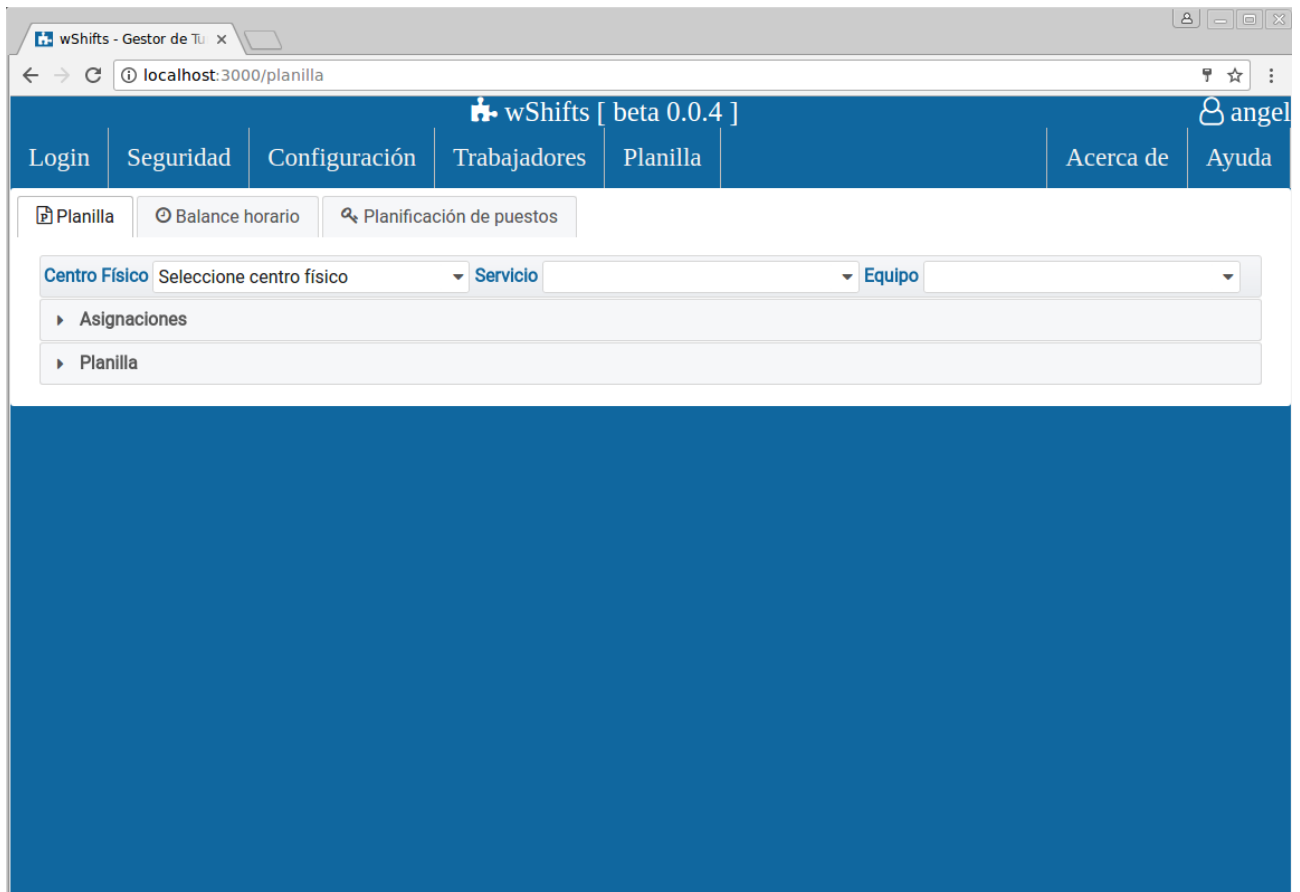 wShifts - Gestor de Tu
localhost:3000/planilla
wShifts [ beta 0.0.4 ] angel
Login Seguridad Configuración Trabajadores Planilla Acerca de Ayuda
Planilla Balance horario Planificación de puestos
Centro Físico Seleccione centro físico Servicio Equipo
Asignaciones
Planilla